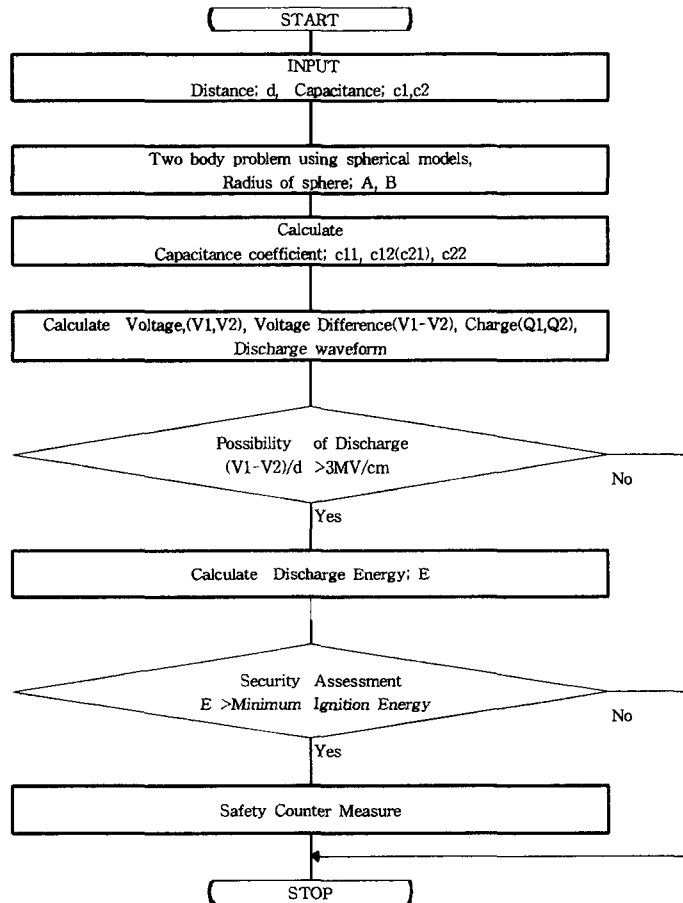 START
INPUT
Distance; d, Capacitance; c1,c2
Two body problem using spherical models,
Radius of sphere; A, B
Calculate
Capacitance coefficient; c11, c12(c21), c22
Calculate Voltage,(V1,V2), Voltage Difference(V1-V2), Charge(Q1,Q2),
Discharge waveform
Possibility of Discharge
(V1-V2)/d >3MV/cm
No
Yes
Calculate Discharge Energy; E
Security Assessment
E >Minimum Ignition Energy
No
Yes
Safety Counter Measure
STOP